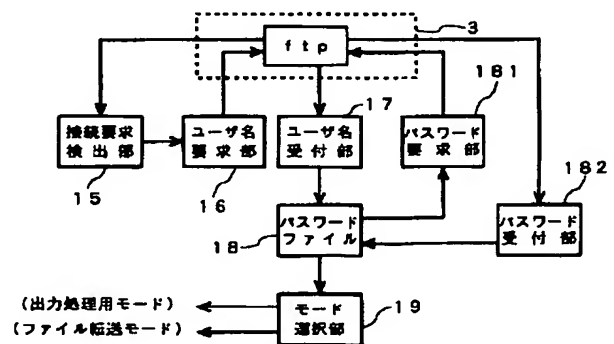 3
ftp
181
17
接続要求
検出部
ユーザ名
要求部
ユーザ名
受付部
パスワード
要求部
182
15
16
18
パスワード
ファイル
パスワード
受付部
(出力処理用モード)
(ファイル転送モード)
モード
選択部
19